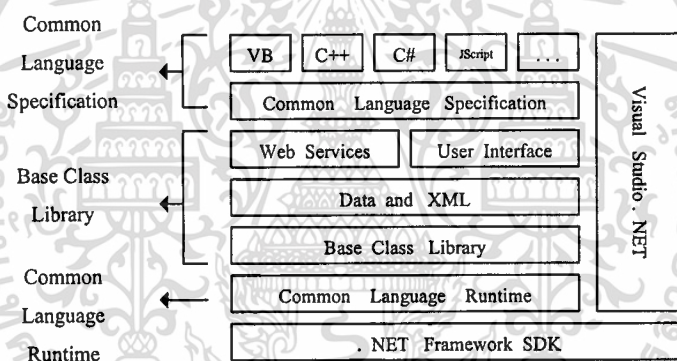 Common
Language
Specification
VB C++ C# JScript ...
Common Language Specification
Base Class
Library
Web Services User Interface
Data and XML
Base Class Library
Common
Language
Runtime
Common Language Runtime
. NET Framework SDK
Visual Studio . NET